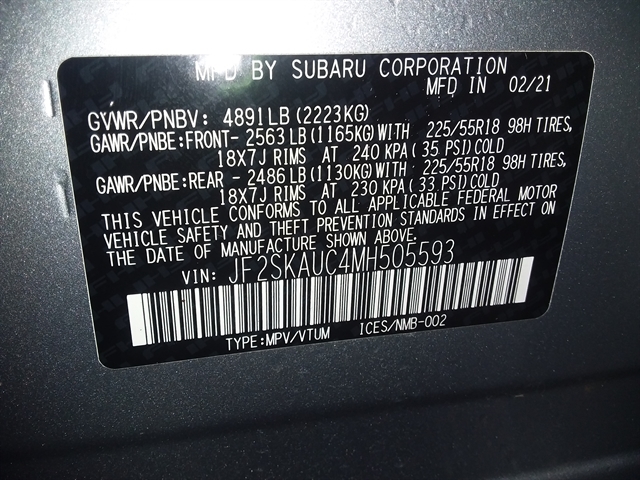 MFD BY SUBARU CORPORATION
MFD IN 02/21
GVWR/PNBV: 4891LB(2223KG)
GAWR/PNBE:FRONT- 2563LB(1165KG)WITH 225/55R18 98H TIRES,
18X7J RIMS AT 240 KPA(35 PSI)COLD
GAWR/PNBE:REAR - 2486LB(1130KG)WITH 225/55R18 98H TIRES,
18X7J RIMS AT 230 KPA(33 PSI)COLD
THIS VEHICLE CONFORMS TO ALL APPLICABLE FEDERAL MOTOR
VEHICLE SAFETY AND THEFT PREVENTION STANDARDS IN EFFECT ON
THE DATE OF MANUFACTURE SHOWN ABOVE.
VIN: JF2SKAUC4MH505593
TYPE:MPV/VTUM ICES/NMB-002